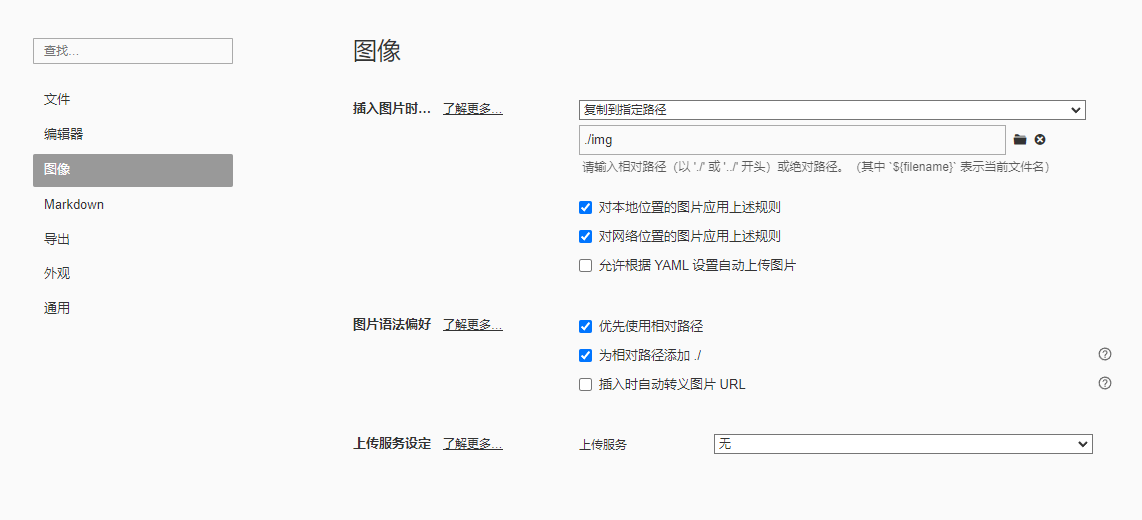 查找...
文件
编辑器
图像
Markdown
导出
外观
通用
图像
插入图片时... 了解更多... 复制到指定路径
./img
请输入相对路径（以 './' 或 '../' 开头）或绝对路径。（其中 `${filename}` 表示当前文件名）
对本地位置的图片应用上述规则
对网络位置的图片应用上述规则
允许根据 YAML 设置自动上传图片
图片语法偏好 了解更多... 优先使用相对路径
为相对路径添加 ./
插入时自动转义图片 URL
上传服务设定 了解更多... 上传服务 无